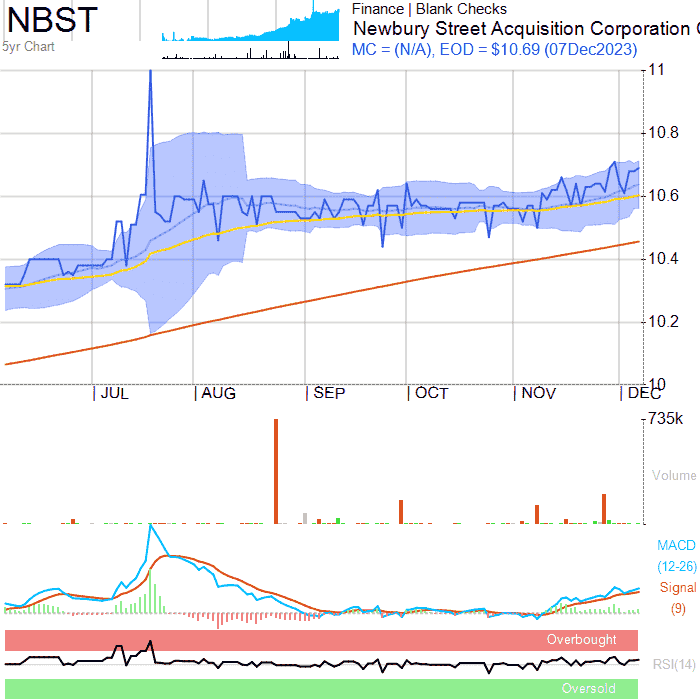 NBST
5yr Chart
Finance | Blank Checks
Newbury Street Acquisition Corporation
MC = (N/A), EOD = $10.69 (07Dec2023)
11
10.8
10.6
10.4
10.2
10
JUL AUG SEP OCT NOV DEC
735k
Volume
MACD
(12-26)
Signal
(9)
Overbought
RSI(14)
Oversold